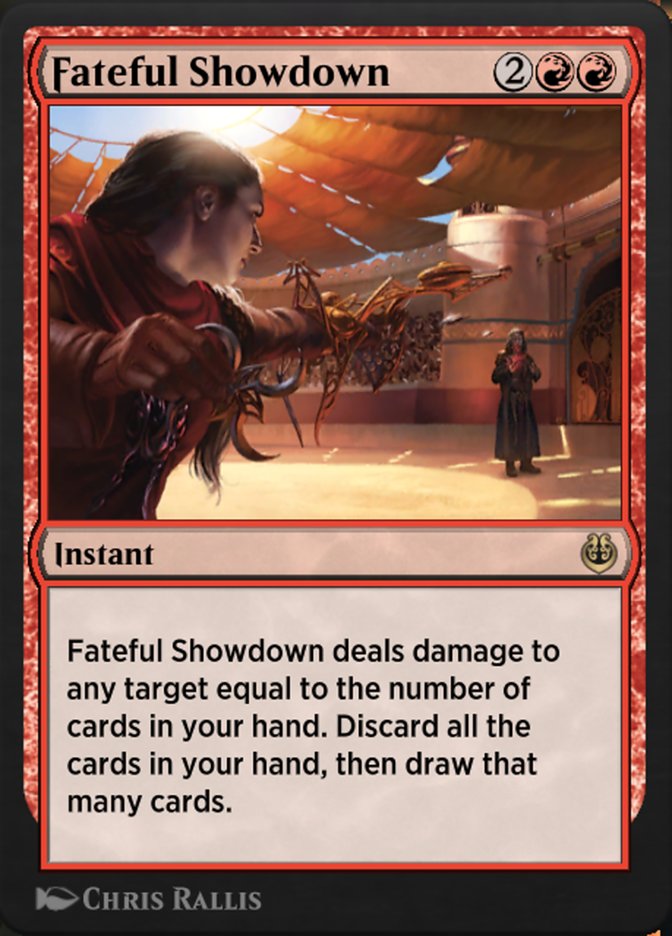 Fateful Showdown 2
Instant
Fateful Showdown deals damage to
any target equal to the number of
cards in your hand. Discard all the
cards in your hand, then draw that
many cards.
Chris Rallis